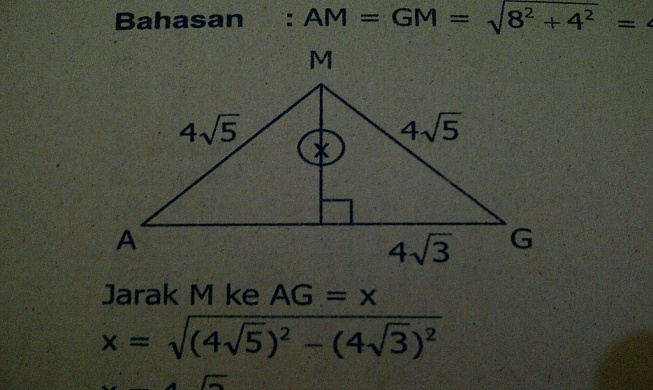 Bahasan : AM = GM = √8² + 4² = 4
M
4√5 4√5
x
A G
4√3
Jarak M ke AG = x
x = √(4√5)² – (4√3)²